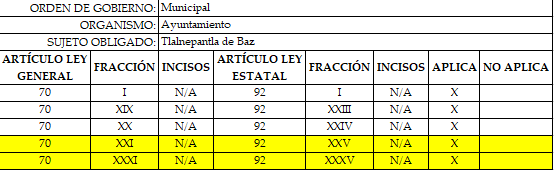 ORDEN DE GOBIERNO: Municipal
ORGANISMO: Ayuntamiento
SUJETO OBLIGADO: Tlalnepantla de Baz
ARTÍCULO LEY GENERAL FRACCIÓN INCISOS ARTÍCULO LEY ESTATAL FRACCIÓN INCISOS APLICA NO APLICA
70 I N/A 92 I N/A X
70 XIX N/A 92 XXIII N/A X
70 XX N/A 92 XXIV N/A X
70 XXI N/A 92 XXV N/A X
70 XXXI N/A 92 XXXV N/A X